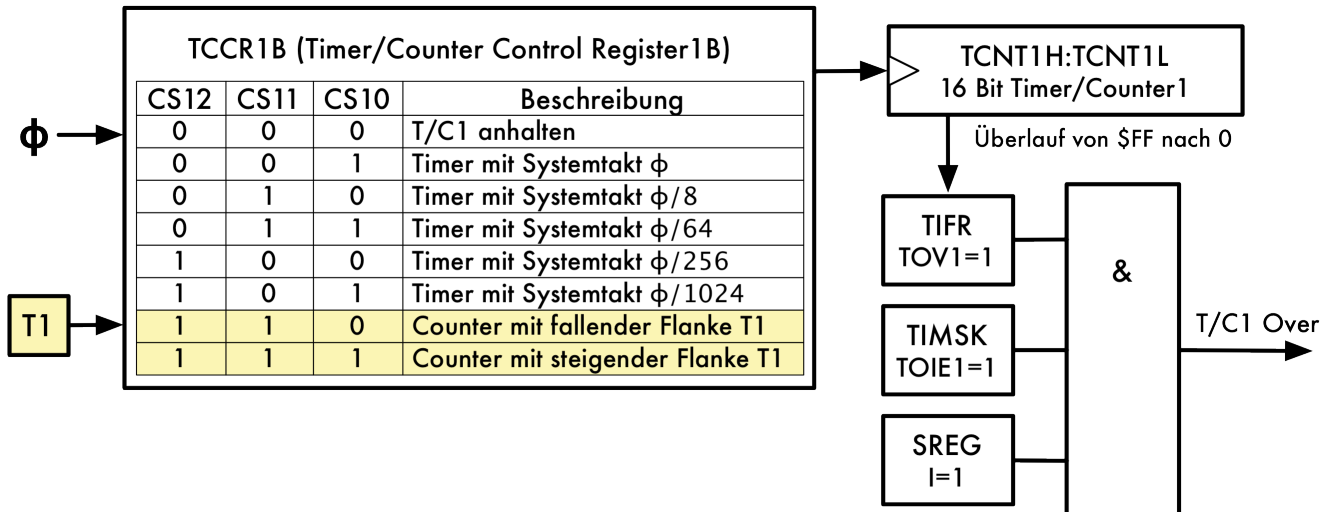 TCCR1B (Timer/Counter Control Register1B)
CS12 CS11 CS10 Beschreibung
0 0 0 T/C1 anhalten
0 0 1 Timer mit Systemtakt ϕ
0 1 0 Timer mit Systemtakt ϕ/8
0 1 1 Timer mit Systemtakt ϕ/64
1 0 0 Timer mit Systemtakt ϕ/256
1 0 1 Timer mit Systemtakt ϕ/1024
1 1 0 Counter mit fallender Flanke T1
1 1 1 Counter mit steigender Flanke T1
ϕ
T1
TCNT1H:TCNT1L
16 Bit Timer/Counter1
Überlauf von $FF nach 0
TIFR
TOV1=1
TIMSK
TOIE1=1
SREG
I=1
&
T/C1 Over